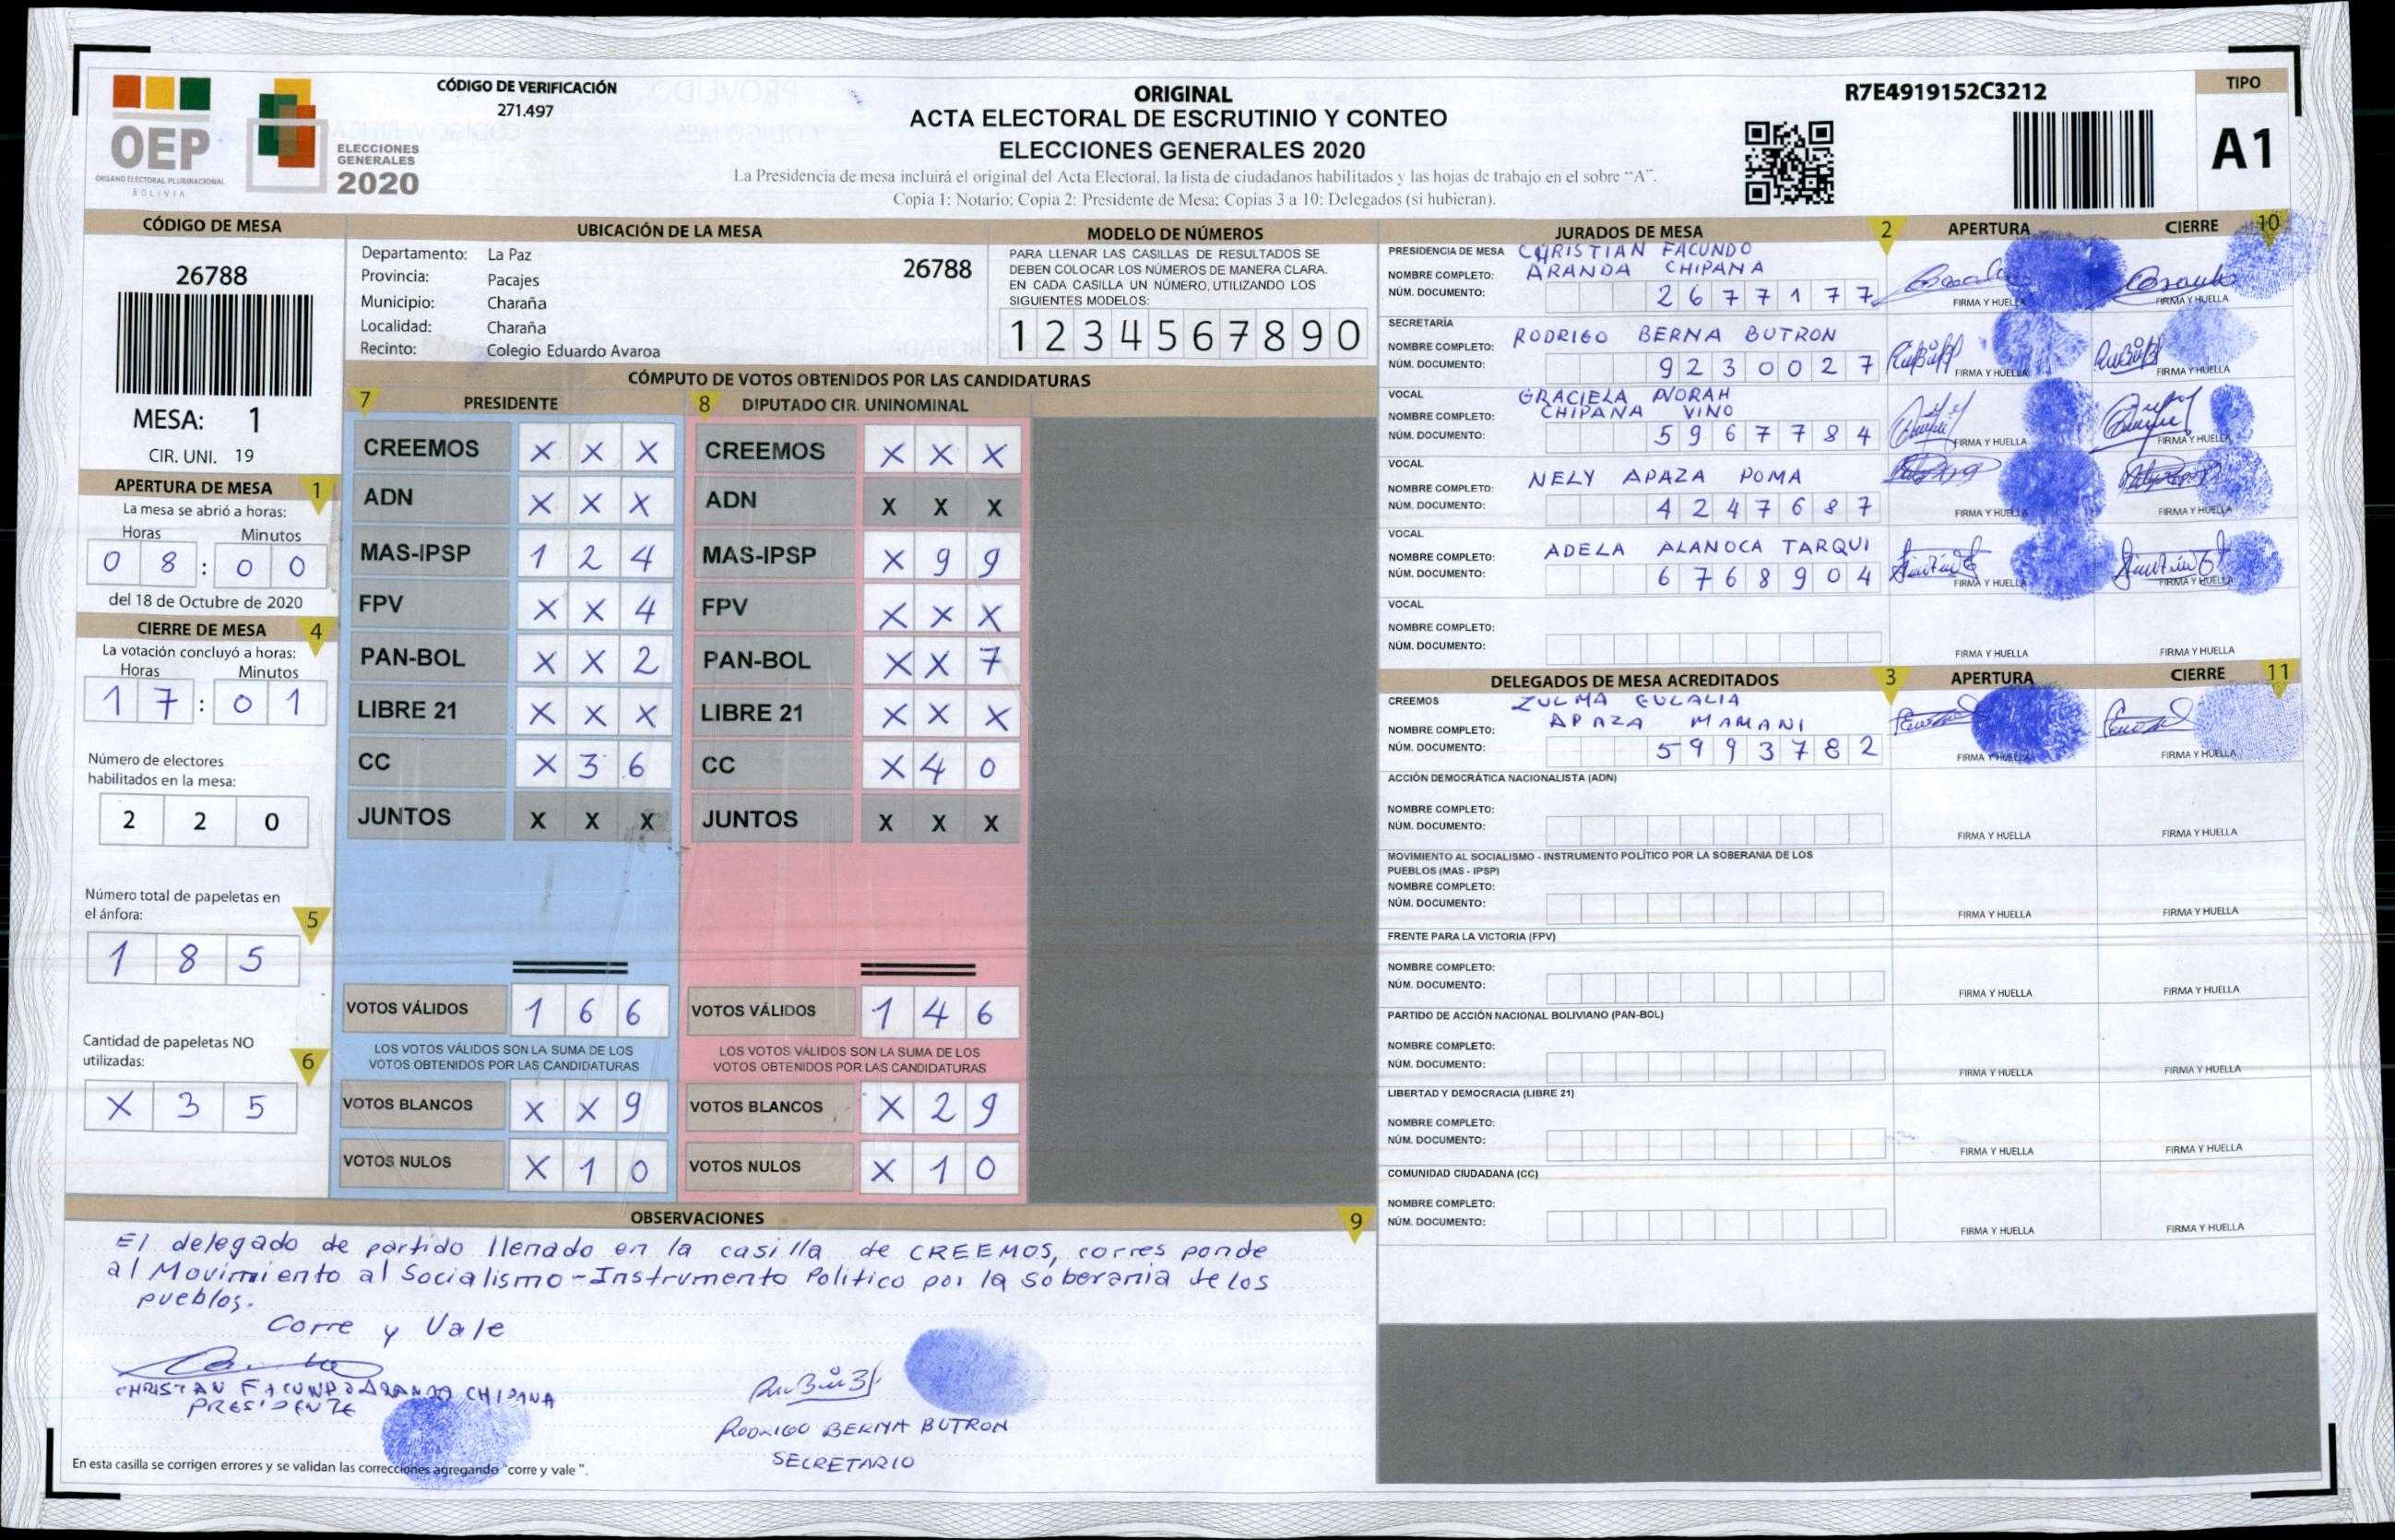 CÓDIGO DE VERIFICACIÓN
271.497
OEP
ÓRGANO ELECTORAL PLURINACIONAL
BOLIVIA
ELECCIONES
GENERALES
2020
ORIGINAL
ACTA ELECTORAL DE ESCRUTINIO Y CONTEO
ELECCIONES GENERALES 2020
La Presidencia de mesa incluirá el original del Acta Electoral, la lista de ciudadanos habilitados y las hojas de trabajo en el sobre “A”.
Copia 1: Notario; Copia 2: Presidente de Mesa; Copias 3 a 10: Delegados (si hubieran).
R7E4919152C3212
TIPO
A1
CÓDIGO DE MESA
26788
MESA: 1
CIR. UNI. 19
APERTURA DE MESA 1
La mesa se abrió a horas:
Horas Minutos
0 8 : 0 0
del 18 de Octubre de 2020
CIERRE DE MESA 4
La votación concluyó a horas:
Horas Minutos
1 7 : 0 1
Número de electores
habilitados en la mesa:
2 2 0
Número total de papeletas en
el ánfora: 5
1 8 5
Cantidad de papeletas NO
utilizadas: 6
X 3 5
UBICACIÓN DE LA MESA
Departamento: La Paz
Provincia: Pacajes
Municipio: Charaña
Localidad: Charaña
Recinto: Colegio Eduardo Avaroa
26788
MODELO DE NÚMEROS
PARA LLENAR LAS CASILLAS DE RESULTADOS SE
DEBEN COLOCAR LOS NÚMEROS DE MANERA CLARA.
EN CADA CASILLA UN NÚMERO, UTILIZANDO LOS
SIGUIENTES MODELOS:
1 2 3 4 5 6 7 8 9 0
CÓMPUTO DE VOTOS OBTENIDOS POR LAS CANDIDATURAS
7 PRESIDENTE
CREEMOS X X X
ADN X X X
MAS-IPSP 1 2 4
FPV X X 4
PAN-BOL X X 2
LIBRE 21 X X X
CC X 3 6
JUNTOS X X X
VOTOS VÁLIDOS 1 6 6
LOS VOTOS VÁLIDOS SON LA SUMA DE LOS
VOTOS OBTENIDOS POR LAS CANDIDATURAS
VOTOS BLANCOS X X 9
VOTOS NULOS X 1 0
8 DIPUTADO CIR. UNINOMINAL
CREEMOS X X X
ADN X X X
MAS-IPSP X 9 9
FPV X X X
PAN-BOL X X 7
LIBRE 21 X X X
CC X 4 0
JUNTOS X X X
VOTOS VÁLIDOS 1 4 6
LOS VOTOS VÁLIDOS SON LA SUMA DE LOS
VOTOS OBTENIDOS POR LAS CANDIDATURAS
VOTOS BLANCOS X 2 9
VOTOS NULOS X 1 0
OBSERVACIONES 9
El delegado de partido llenado en la casilla de CREEMOS, corresponde
al Movimiento al Socialismo - Instrumento Politico por la soberania de los
pueblos.
Corre y Vale
CHRISTAN FACUNDO ARANDA CHIPANA
PRESIDENTE
RODRIGO BERNA BUTRON
SECRETARIO
En esta casilla se corrigen errores y se validan las correcciones agregando "corre y vale ".
JURADOS DE MESA 2 APERTURA CIERRE 10
PRESIDENCIA DE MESA CHRISTIAN FACUNDO
NOMBRE COMPLETO: ARANDA CHIPANA
NÚM. DOCUMENTO: 2 6 7 7 1 7 7
FIRMA Y HUELLA FIRMA Y HUELLA
SECRETARÍA
NOMBRE COMPLETO: RODRIGO BERNA BUTRON
NÚM. DOCUMENTO: 9 2 3 0 0 2 7
FIRMA Y HUELLA FIRMA Y HUELLA
VOCAL GRACIELA NORAH
NOMBRE COMPLETO: CHIPANA VINO
NÚM. DOCUMENTO: 5 9 6 7 7 8 4
FIRMA Y HUELLA FIRMA Y HUELLA
VOCAL
NOMBRE COMPLETO: NELY APAZA POMA
NÚM. DOCUMENTO: 4 2 4 7 6 8 7
FIRMA Y HUELLA FIRMA Y HUELLA
VOCAL
NOMBRE COMPLETO: ADELA ALANOCA TARQUI
NÚM. DOCUMENTO: 6 7 6 8 9 0 4
FIRMA Y HUELLA FIRMA Y HUELLA
VOCAL
NOMBRE COMPLETO:
NÚM. DOCUMENTO:
FIRMA Y HUELLA FIRMA Y HUELLA
DELEGADOS DE MESA ACREDITADOS 3 APERTURA CIERRE 11
CREEMOS ZULMA EULALIA
NOMBRE COMPLETO: APAZA MAMANI
NÚM. DOCUMENTO: 5 9 9 3 7 8 2
FIRMA Y HUELLA FIRMA Y HUELLA
ACCIÓN DEMOCRÁTICA NACIONALISTA (ADN)
NOMBRE COMPLETO:
NÚM. DOCUMENTO:
FIRMA Y HUELLA FIRMA Y HUELLA
MOVIMIENTO AL SOCIALISMO - INSTRUMENTO POLÍTICO POR LA SOBERANIA DE LOS
PUEBLOS (MAS - IPSP)
NOMBRE COMPLETO:
NÚM. DOCUMENTO:
FIRMA Y HUELLA FIRMA Y HUELLA
FRENTE PARA LA VICTORIA (FPV)
NOMBRE COMPLETO:
NÚM. DOCUMENTO:
FIRMA Y HUELLA FIRMA Y HUELLA
PARTIDO DE ACCIÓN NACIONAL BOLIVIANO (PAN-BOL)
NOMBRE COMPLETO:
NÚM. DOCUMENTO:
FIRMA Y HUELLA FIRMA Y HUELLA
LIBERTAD Y DEMOCRACIA (LIBRE 21)
NOMBRE COMPLETO:
NÚM. DOCUMENTO:
FIRMA Y HUELLA FIRMA Y HUELLA
COMUNIDAD CIUDADANA (CC)
NOMBRE COMPLETO:
NÚM. DOCUMENTO:
FIRMA Y HUELLA FIRMA Y HUELLA